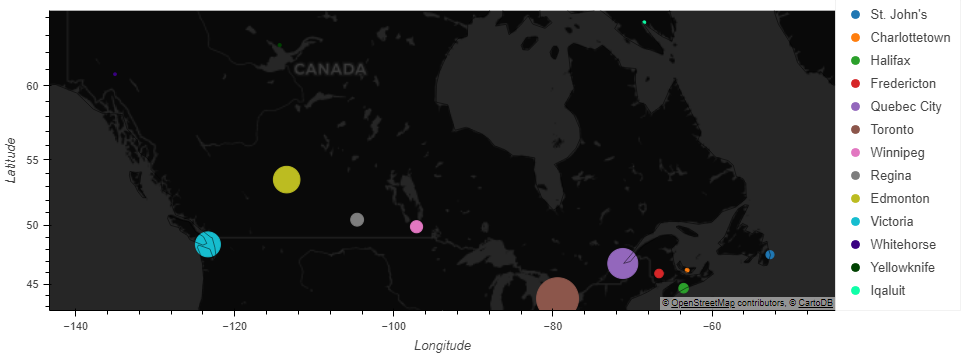 St. John's
Charlottetown
Halifax
Fredericton
Quebec City
Toronto
Winnipeg
Regina
Edmonton
Victoria
Whitehorse
Yellowknife
Iqaluit
CANADA
60
55
50
45
Latitude
© OpenStreetMap contributors, © CartoDB
−140 −120 −100 −80 −60
Longitude